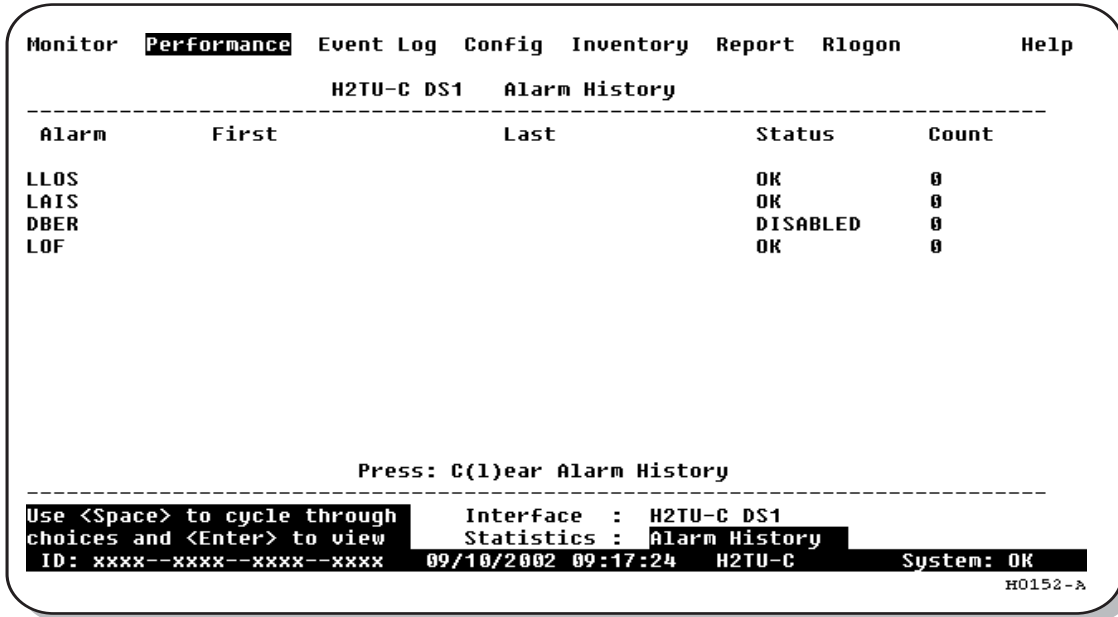 Monitor Performance Event Log Config Inventory Report Rlogon Help
H2TU-C DS1 Alarm History
Alarm First Last Status Count
LLOS OK 0
LAIS OK 0
DBER DISABLED 0
LOF OK 0
Press: C(l)ear Alarm History
Use <Space> to cycle through Interface : H2TU-C DS1
choices and <Enter> to view Statistics : Alarm History
ID: xxxx--xxxx--xxxx--xxxx 09/10/2002 09:17:24 H2TU-C System: OK
H0152-A